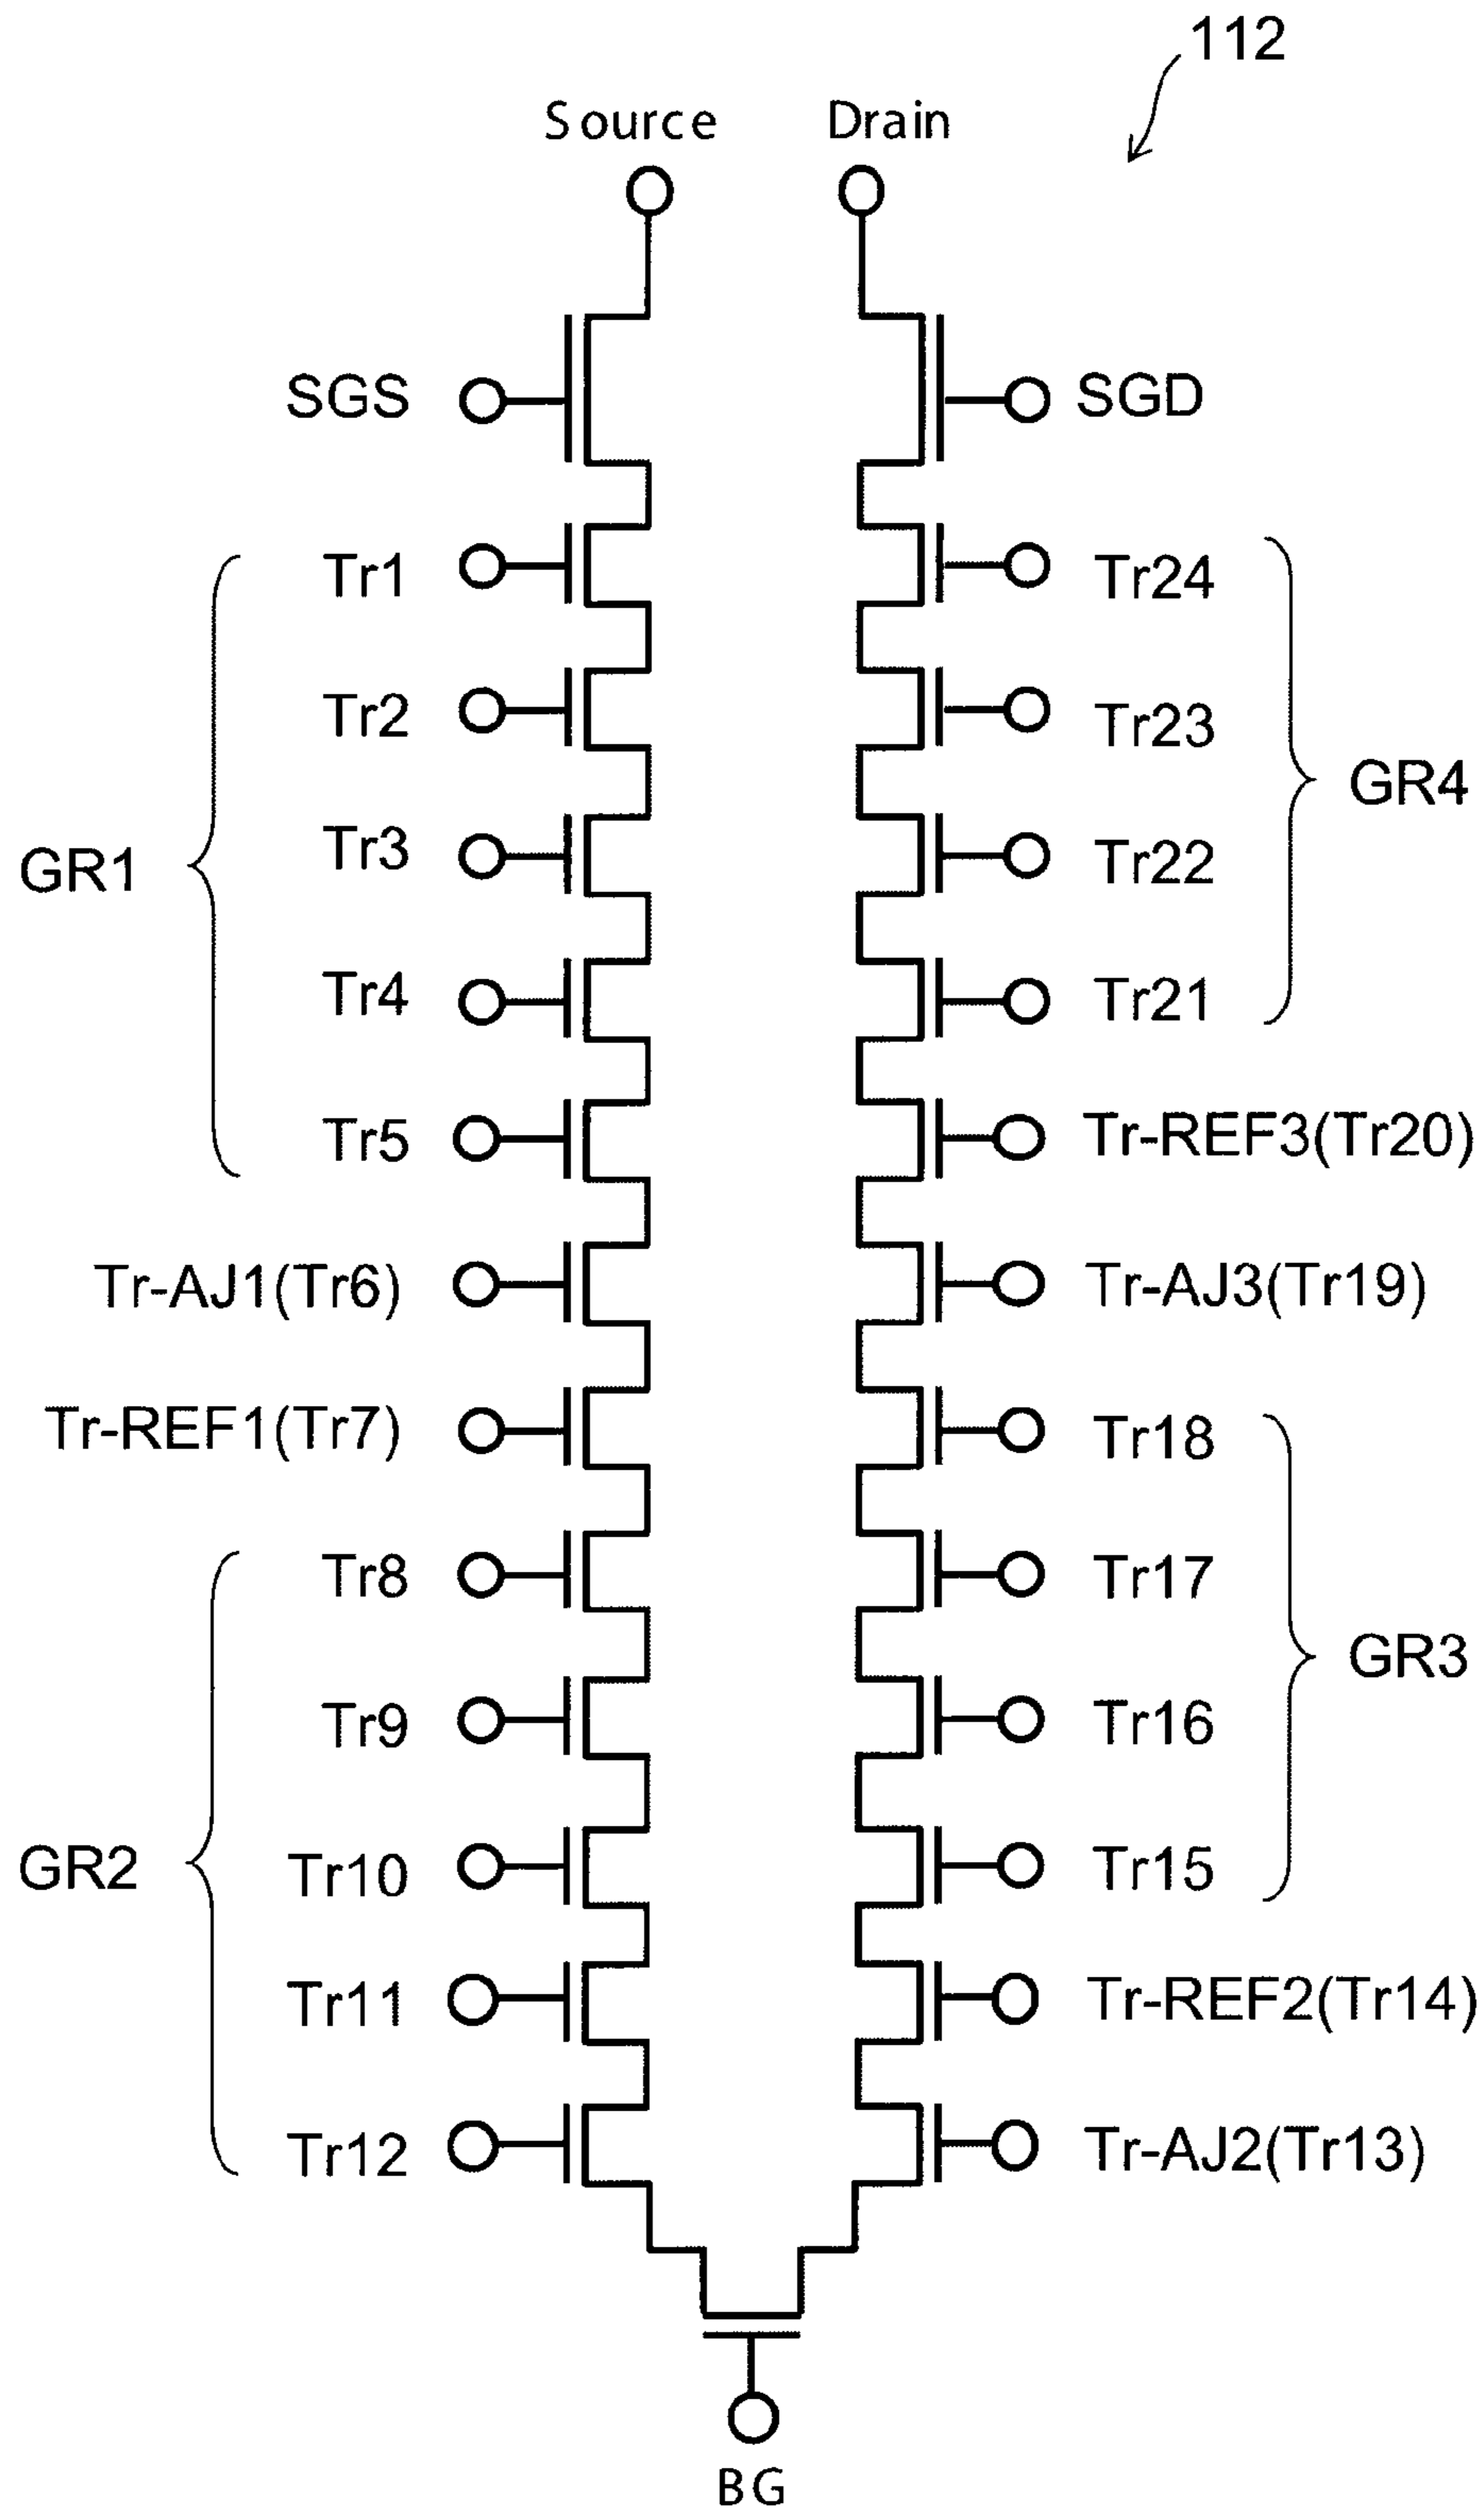 112
Source Drain
SGS SGD
Tr1 Tr24
Tr2 Tr23
GR4
Tr3 Tr22
GR1
Tr4 Tr21
Tr5 Tr-REF3(Tr20)
Tr-AJ1(Tr6) Tr-AJ3(Tr19)
Tr-REF1(Tr7) Tr18
Tr8 Tr17
GR3
Tr9 Tr16
GR2
Tr10 Tr15
Tr11 Tr-REF2(Tr14)
Tr12 Tr-AJ2(Tr13)
BG